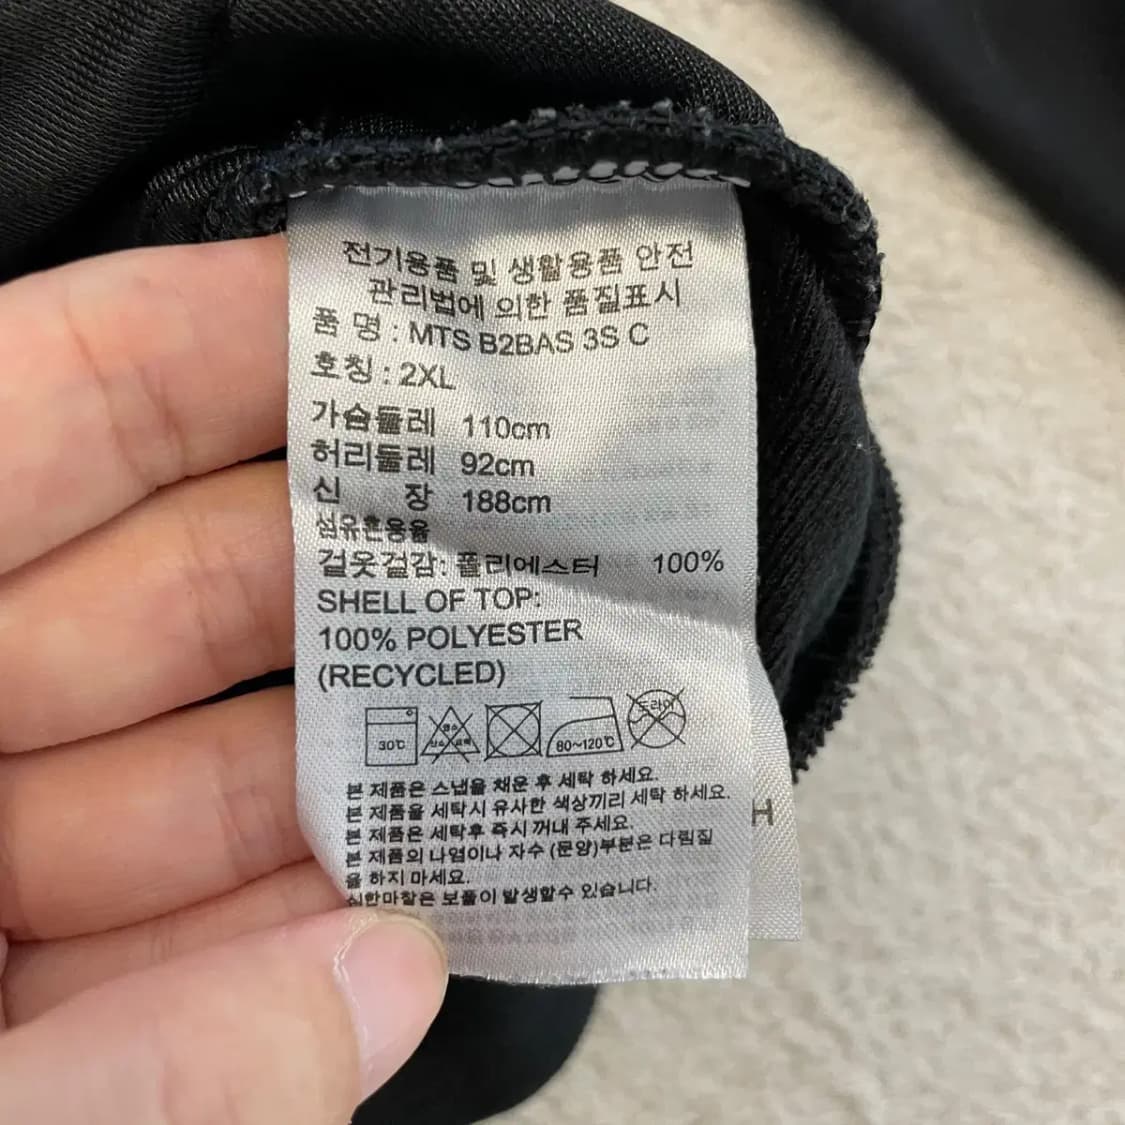 전기용품 및 생활용품 안전
관리법에 의한 품질표시
품 명 : MTS B2BAS 3S C
호칭 : 2XL
가슴둘레 110cm
허리둘레 92cm
신 장 188cm
섬유혼용율
겉옷겉감: 폴리에스터 100%
SHELL OF TOP:
100% POLYESTER
(RECYCLED)
30℃
80~120℃
드라이
본 제품은 스냅을 채운 후 세탁 하세요.
본 제품을 세탁시 유사한 색상끼리 세탁 하세요.
본 제품은 세탁후 즉시 꺼내 주세요.
본 제품의 나염이나 자수 (문양)부분은 다림질
을 하지 마세요.
심한마찰은 보풀이 발생할수 있습니다.